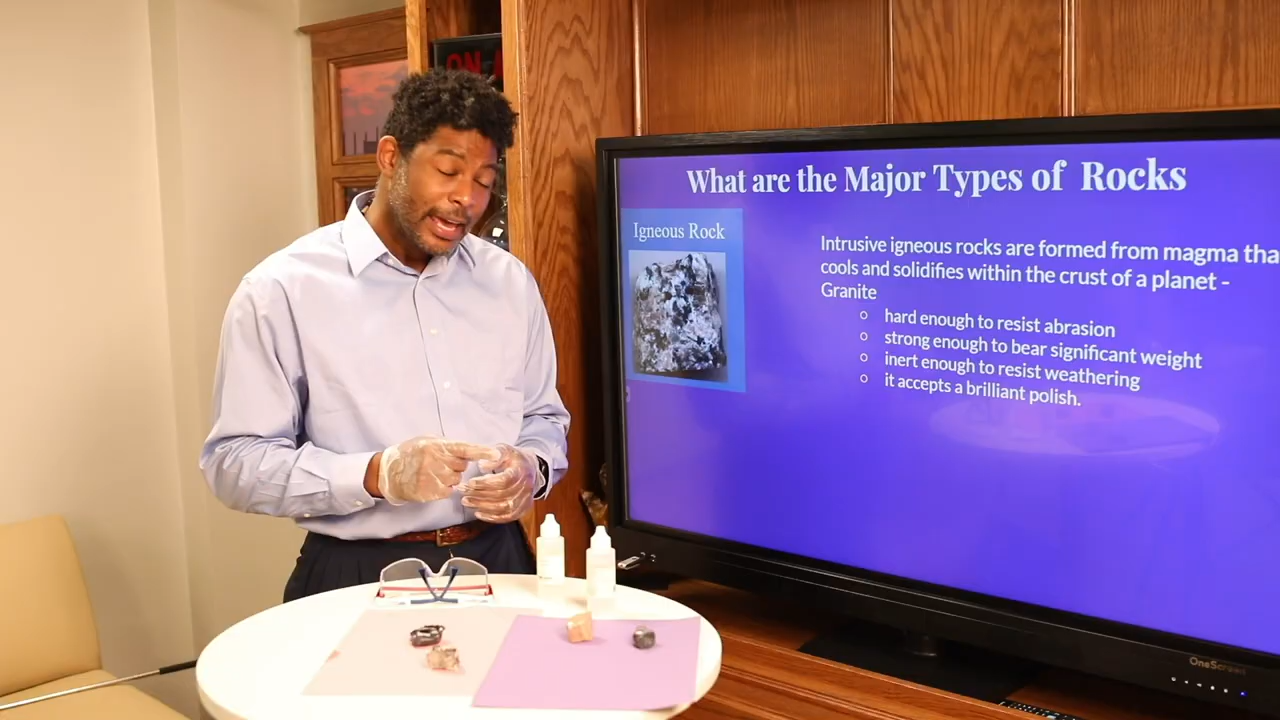 ON A
What are the Major Types of Rocks
Igneous Rock
Intrusive igneous rocks are formed from magma tha
cools and solidifies within the crust of a planet -
Granite
o hard enough to resist abrasion
o strong enough to bear significant weight
o inert enough to resist weathering
o it accepts a brilliant polish.
OneScreen